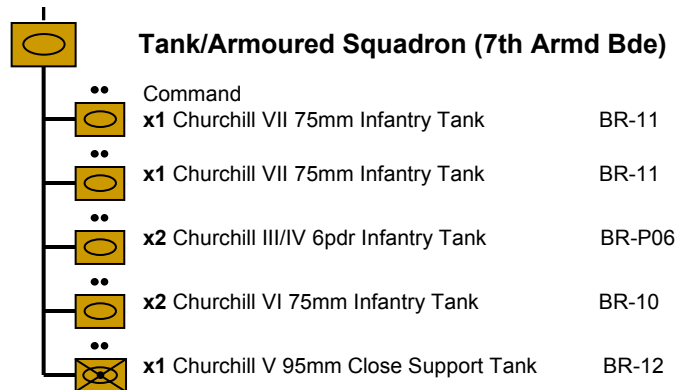 Tank/Armoured Squadron (7th Armd Bde)
Command
x1 Churchill VII 75mm Infantry Tank BR-11
x1 Churchill VII 75mm Infantry Tank BR-11
x2 Churchill III/IV 6pdr Infantry Tank BR-P06
x2 Churchill VI 75mm Infantry Tank BR-10
x1 Churchill V 95mm Close Support Tank BR-12